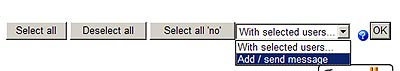 Select all Deselect all Select all 'no' With selected users... ? OK
With selected users...
Add / send message